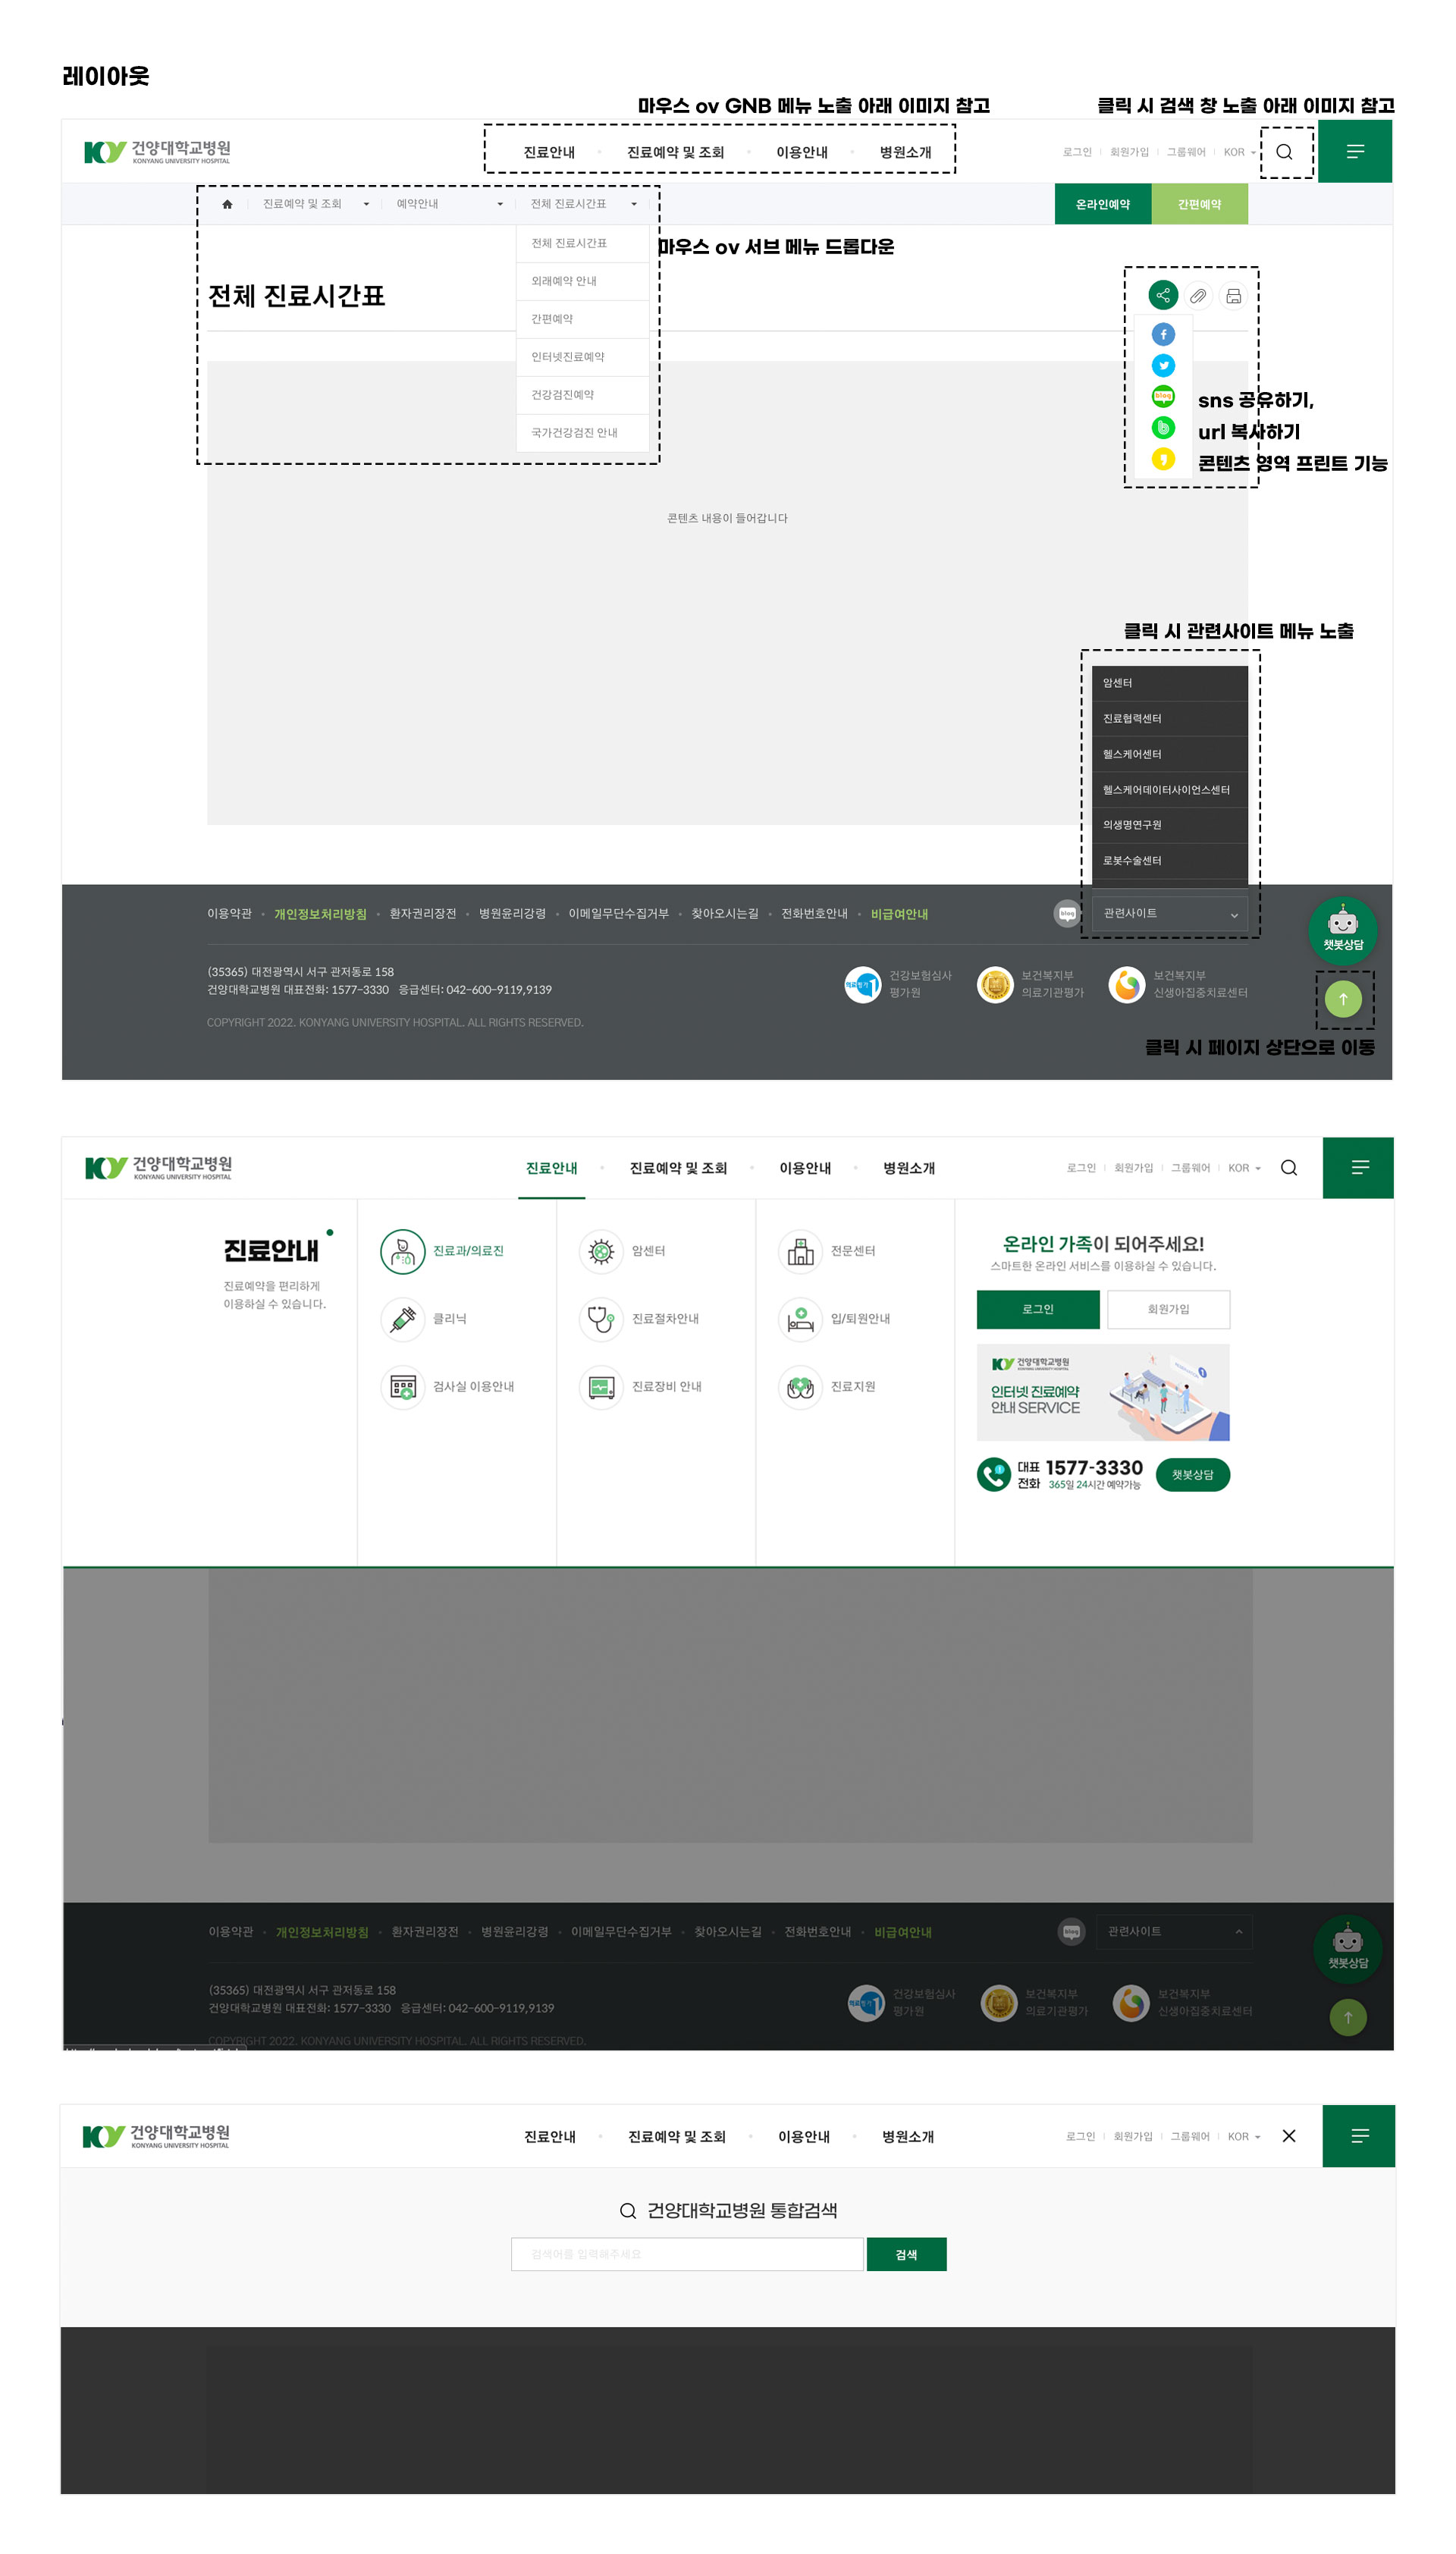 레이아웃
마우스 ov GNB 메뉴 노출 아래 이미지 참고
클릭 시 검색 창 노출 아래 이미지 참고
KY 건양대학교병원
KONYANG UNIVERSITY HOSPITAL
진료안내 진료예약 및 조회 이용안내 병원소개
로그인 회원가입 그룹웨어 KOR
진료예약 및 조회 예약안내 전체 진료시간표
온라인예약 간편예약
전체 진료시간표
외래예약 안내
간편예약
인터넷진료예약
건강검진예약
국가건강검진 안내
마우스 ov 서브 메뉴 드롭다운
전체 진료시간표
blog
sns 공유하기,
url 복사하기
콘텐츠 영역 프린트 기능
콘텐츠 내용이 들어갑니다
클릭 시 관련사이트 메뉴 노출
암센터
진료협력센터
헬스케어센터
헬스케어데이터사이언스센터
의생명연구원
로봇수술센터
이용약관 개인정보처리방침 환자권리장전 병원윤리강령 이메일무단수집거부 찾아오시는길 전화번호안내 비급여안내
blog
관련사이트
챗봇상담
(35365) 대전광역시 서구 관저동로 158
건양대학교병원 대표전화: 1577-3330 응급센터: 042-600-9119,9139
COPYRIGHT 2022. KONYANG UNIVERSITY HOSPITAL. ALL RIGHTS RESERVED.
건강보험심사
평가원
보건복지부
의료기관평가
보건복지부
신생아집중치료센터
클릭 시 페이지 상단으로 이동
KY 건양대학교병원
KONYANG UNIVERSITY HOSPITAL
진료안내 진료예약 및 조회 이용안내 병원소개
로그인 회원가입 그룹웨어 KOR
진료안내
진료예약을 편리하게
이용하실 수 있습니다.
진료과/의료진
클리닉
검사실 이용안내
암센터
진료절차안내
진료장비 안내
전문센터
입/퇴원안내
진료지원
온라인 가족이 되어주세요!
스마트한 온라인 서비스를 이용하실 수 있습니다.
로그인 회원가입
KY 건양대학교병원
인터넷 진료예약
안내 SERVICE
대표 전화 1577-3330
365일 24시간 예약가능
챗봇상담
이용약관 개인정보처리방침 환자권리장전 병원윤리강령 이메일무단수집거부 찾아오시는길 전화번호안내 비급여안내
blog
관련사이트
챗봇상담
(35365) 대전광역시 서구 관저동로 158
건양대학교병원 대표전화: 1577-3330 응급센터: 042-600-9119,9139
COPYRIGHT 2022. KONYANG UNIVERSITY HOSPITAL. ALL RIGHTS RESERVED.
건강보험심사
평가원
보건복지부
의료기관평가
보건복지부
신생아집중치료센터
KY 건양대학교병원
KONYANG UNIVERSITY HOSPITAL
진료안내 진료예약 및 조회 이용안내 병원소개
로그인 회원가입 그룹웨어 KOR
건양대학교병원 통합검색
검색어를 입력해주세요
검색